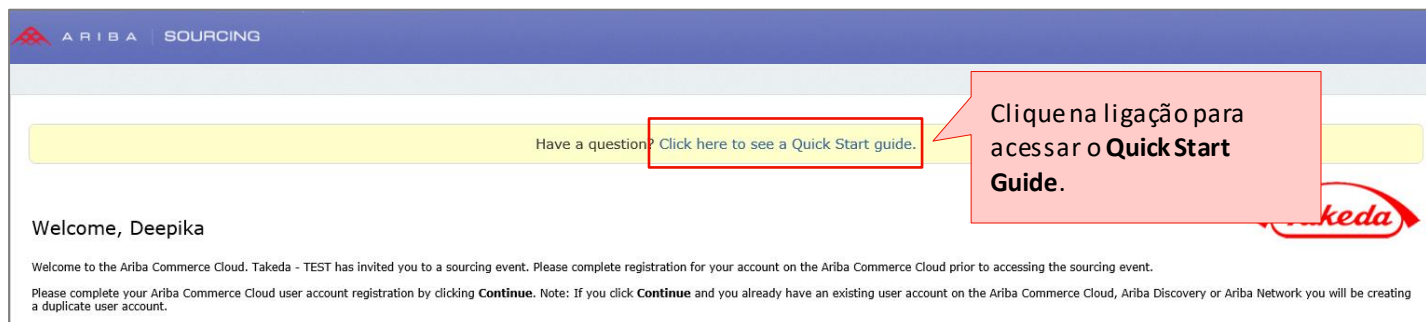 ARIBA | SOURCING
Have a question? Click here to see a Quick Start guide.
Clique na ligação para
acessar o Quick Start
Guide.
Welcome, Deepika
Welcome to the Ariba Commerce Cloud. Takeda - TEST has invited you to a sourcing event. Please complete registration for your account on the Ariba Commerce Cloud prior to accessing the sourcing event.
Please complete your Ariba Commerce Cloud user account registration by clicking Continue. Note: If you click Continue and you already have an existing user account on the Ariba Commerce Cloud, Ariba Discovery or Ariba Network you will be creating
a duplicate user account.